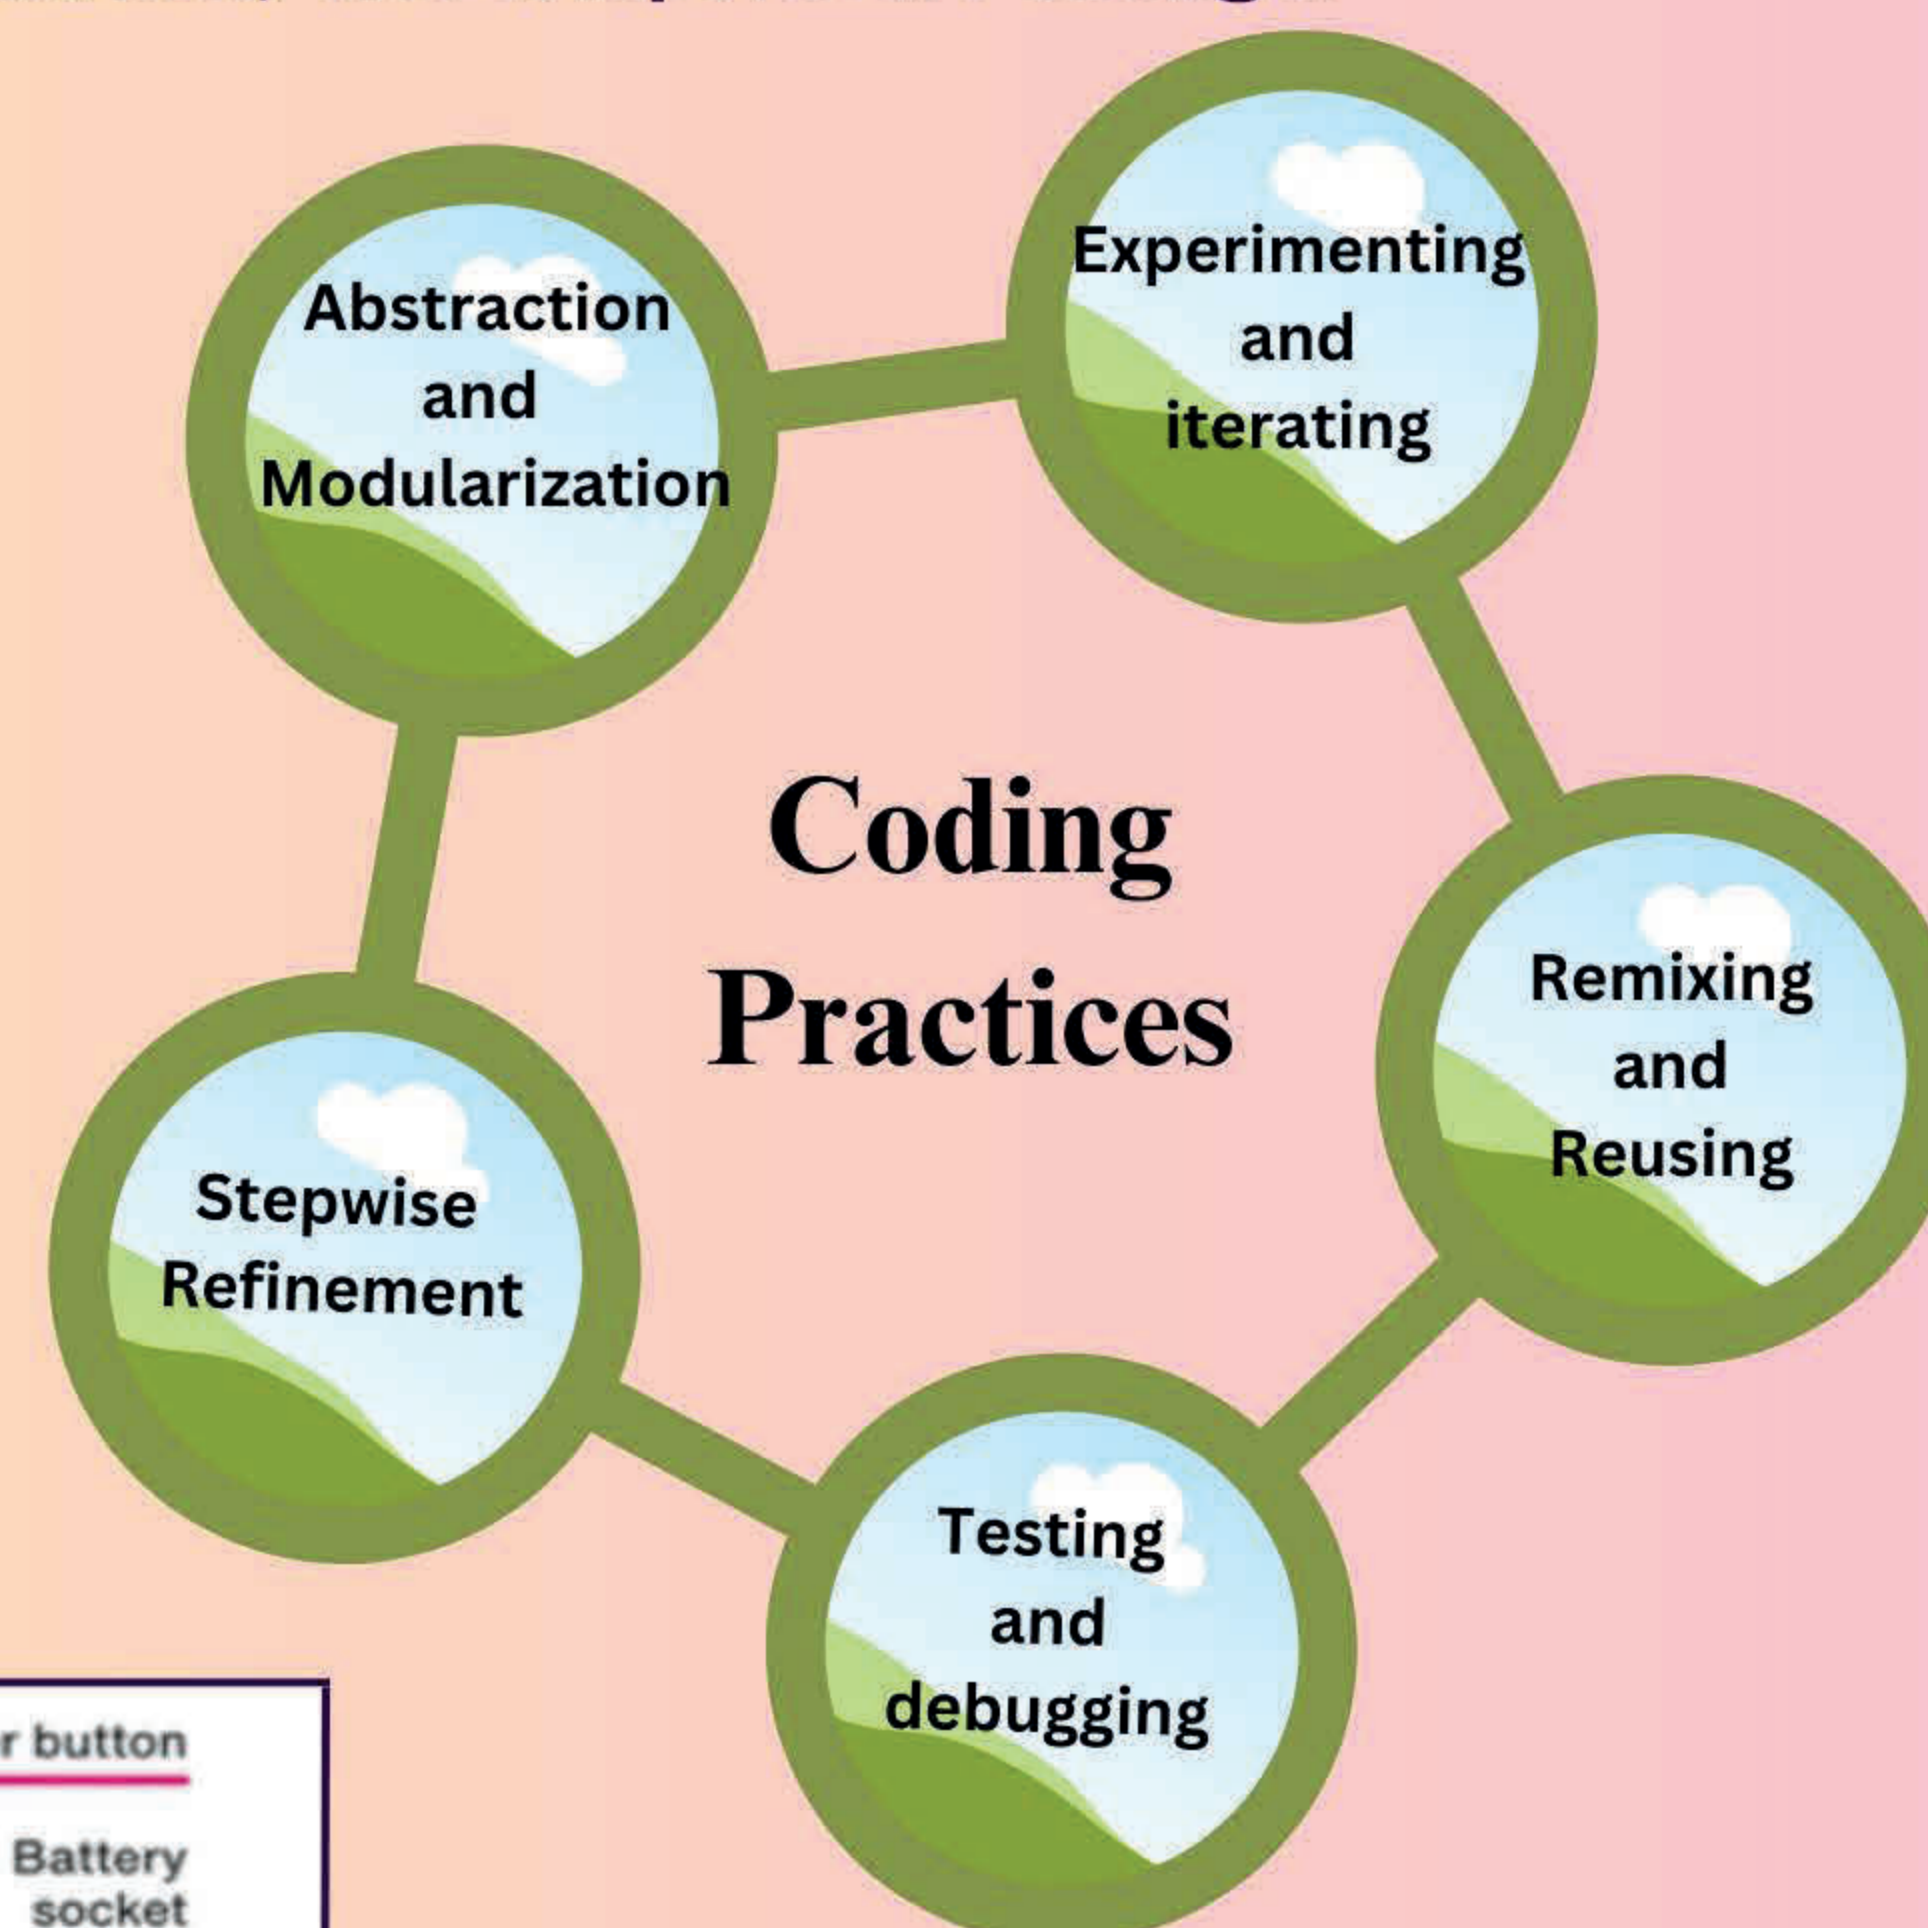 Experimenting
and
iterating
Abstraction
and
Modularization
Coding
Practices
Remixing
and
Reusing
Stepwise
Refinement
Testing
and
debugging
button
Battery
socket